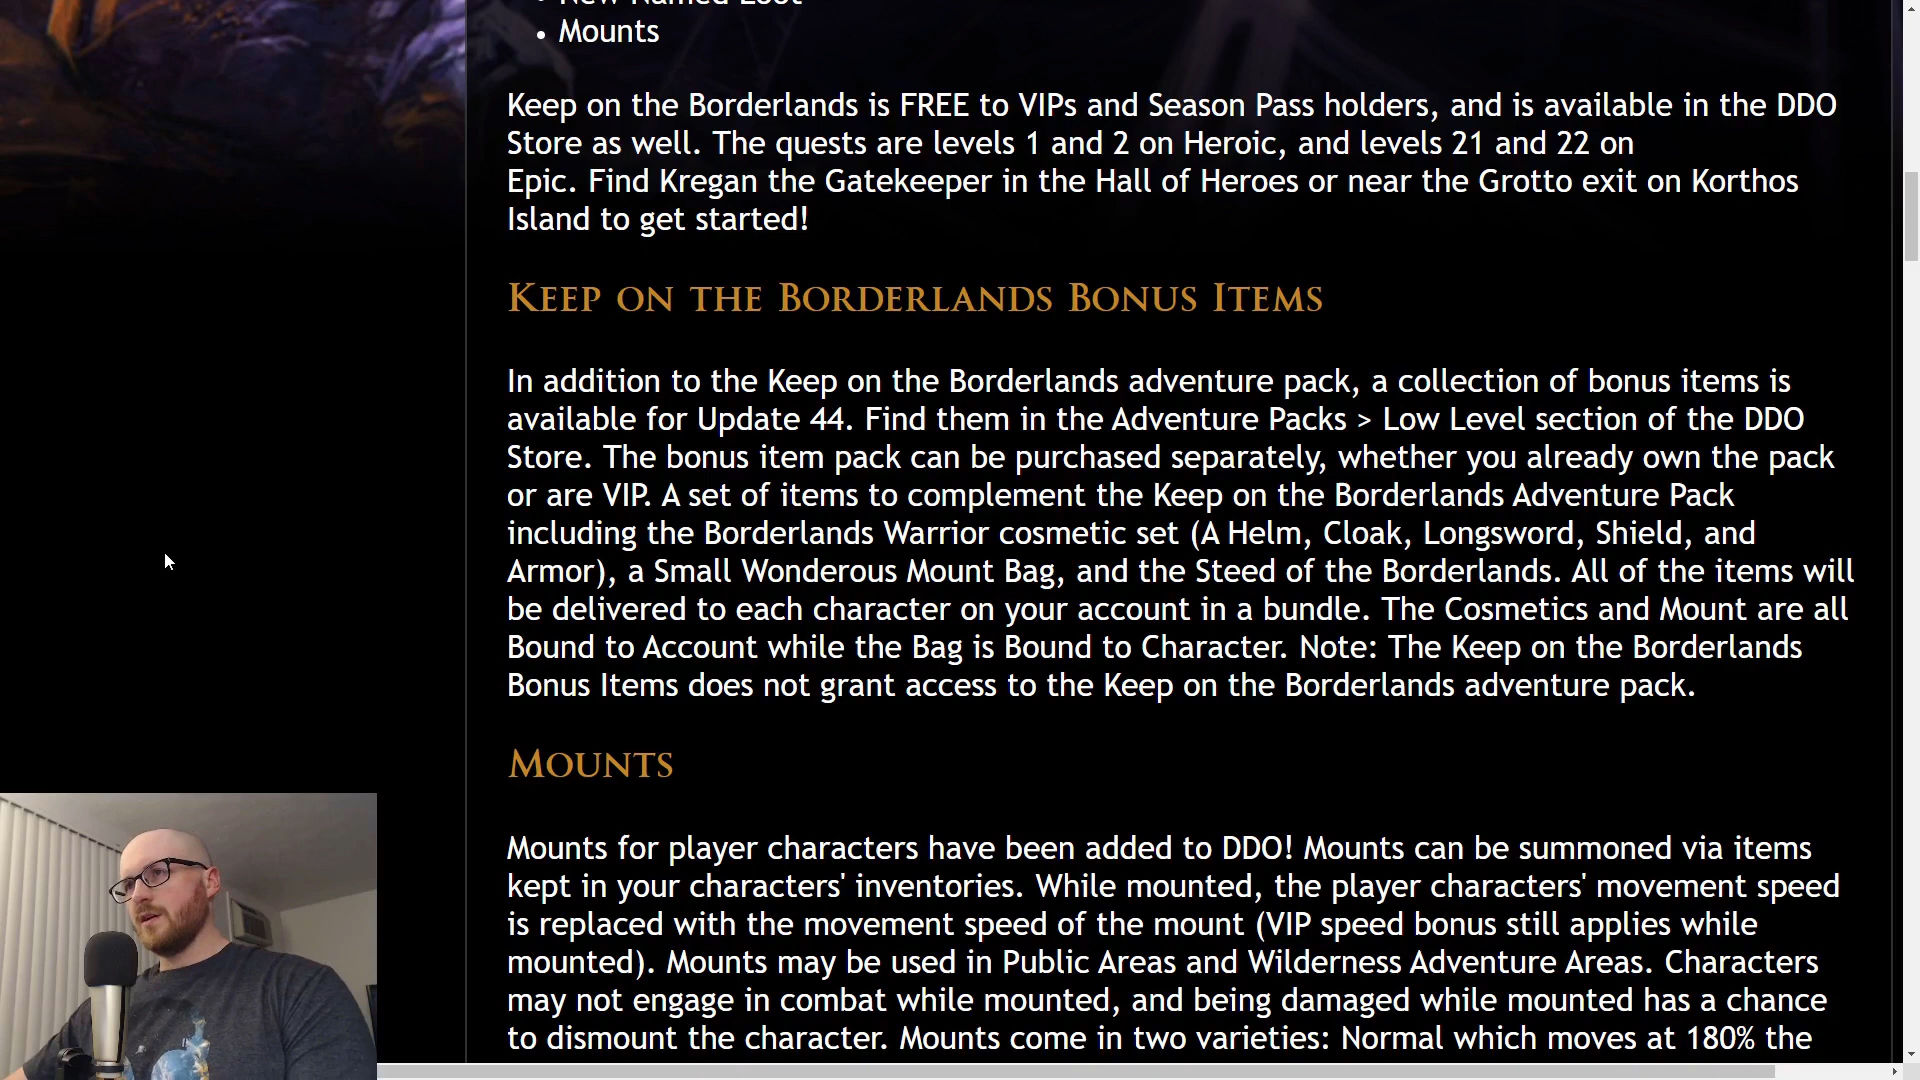 • New Named Loot
• Mounts
Keep on the Borderlands is FREE to VIPs and Season Pass holders, and is available in the DDO
Store as well. The quests are levels 1 and 2 on Heroic, and levels 21 and 22 on
Epic. Find Kregan the Gatekeeper in the Hall of Heroes or near the Grotto exit on Korthos
Island to get started!
Keep on the Borderlands Bonus Items
In addition to the Keep on the Borderlands adventure pack, a collection of bonus items is
available for Update 44. Find them in the Adventure Packs > Low Level section of the DDO
Store. The bonus item pack can be purchased separately, whether you already own the pack
or are VIP. A set of items to complement the Keep on the Borderlands Adventure Pack
including the Borderlands Warrior cosmetic set (A Helm, Cloak, Longsword, Shield, and
Armor), a Small Wonderous Mount Bag, and the Steed of the Borderlands. All of the items will
be delivered to each character on your account in a bundle. The Cosmetics and Mount are all
Bound to Account while the Bag is Bound to Character. Note: The Keep on the Borderlands
Bonus Items does not grant access to the Keep on the Borderlands adventure pack.
Mounts
Mounts for player characters have been added to DDO! Mounts can be summoned via items
kept in your characters' inventories. While mounted, the player characters' movement speed
is replaced with the movement speed of the mount (VIP speed bonus still applies while
mounted). Mounts may be used in Public Areas and Wilderness Adventure Areas. Characters
may not engage in combat while mounted, and being damaged while mounted has a chance
to dismount the character. Mounts come in two varieties: Normal which moves at 180% the